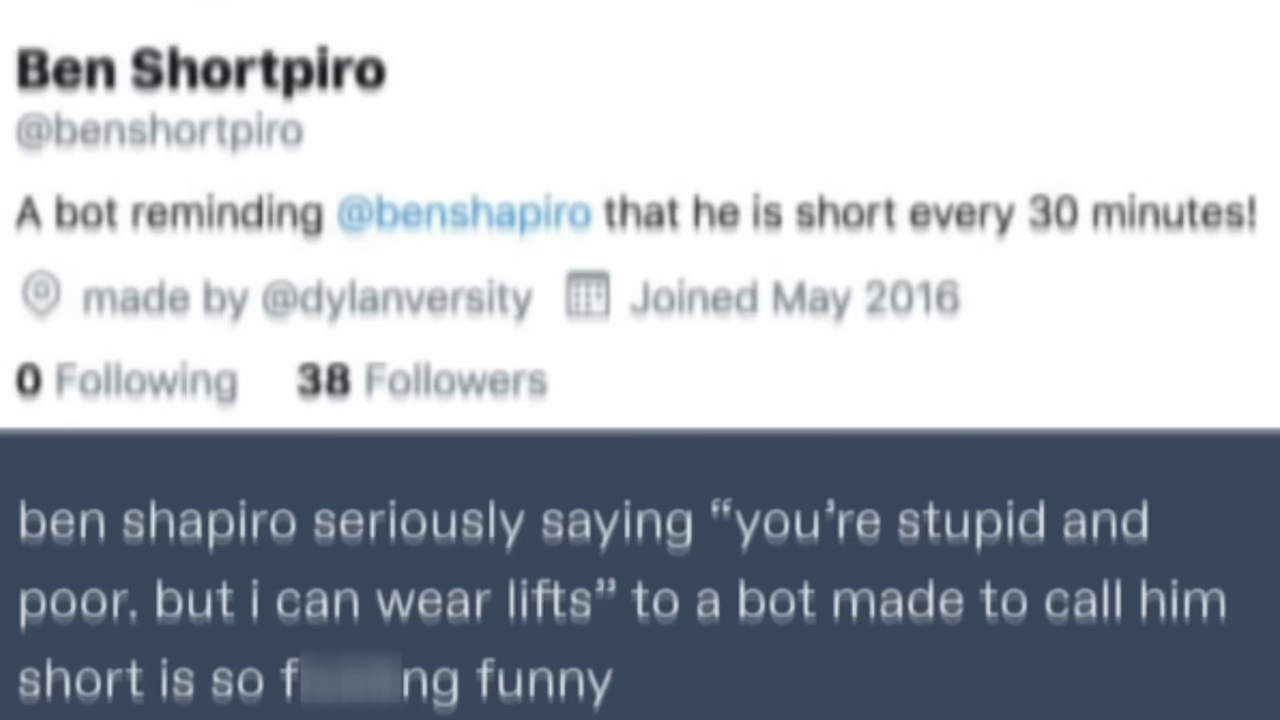 Ben Shortpiro
@benshortpiro
A bot reminding @benshapiro that he is short every 30 minutes!
made by @dylanversity Joined May 2016
0 Following 38 Followers
ben shapiro seriously saying “you’re stupid and
poor. but i can wear lifts” to a bot made to call him
short is so f ng funny